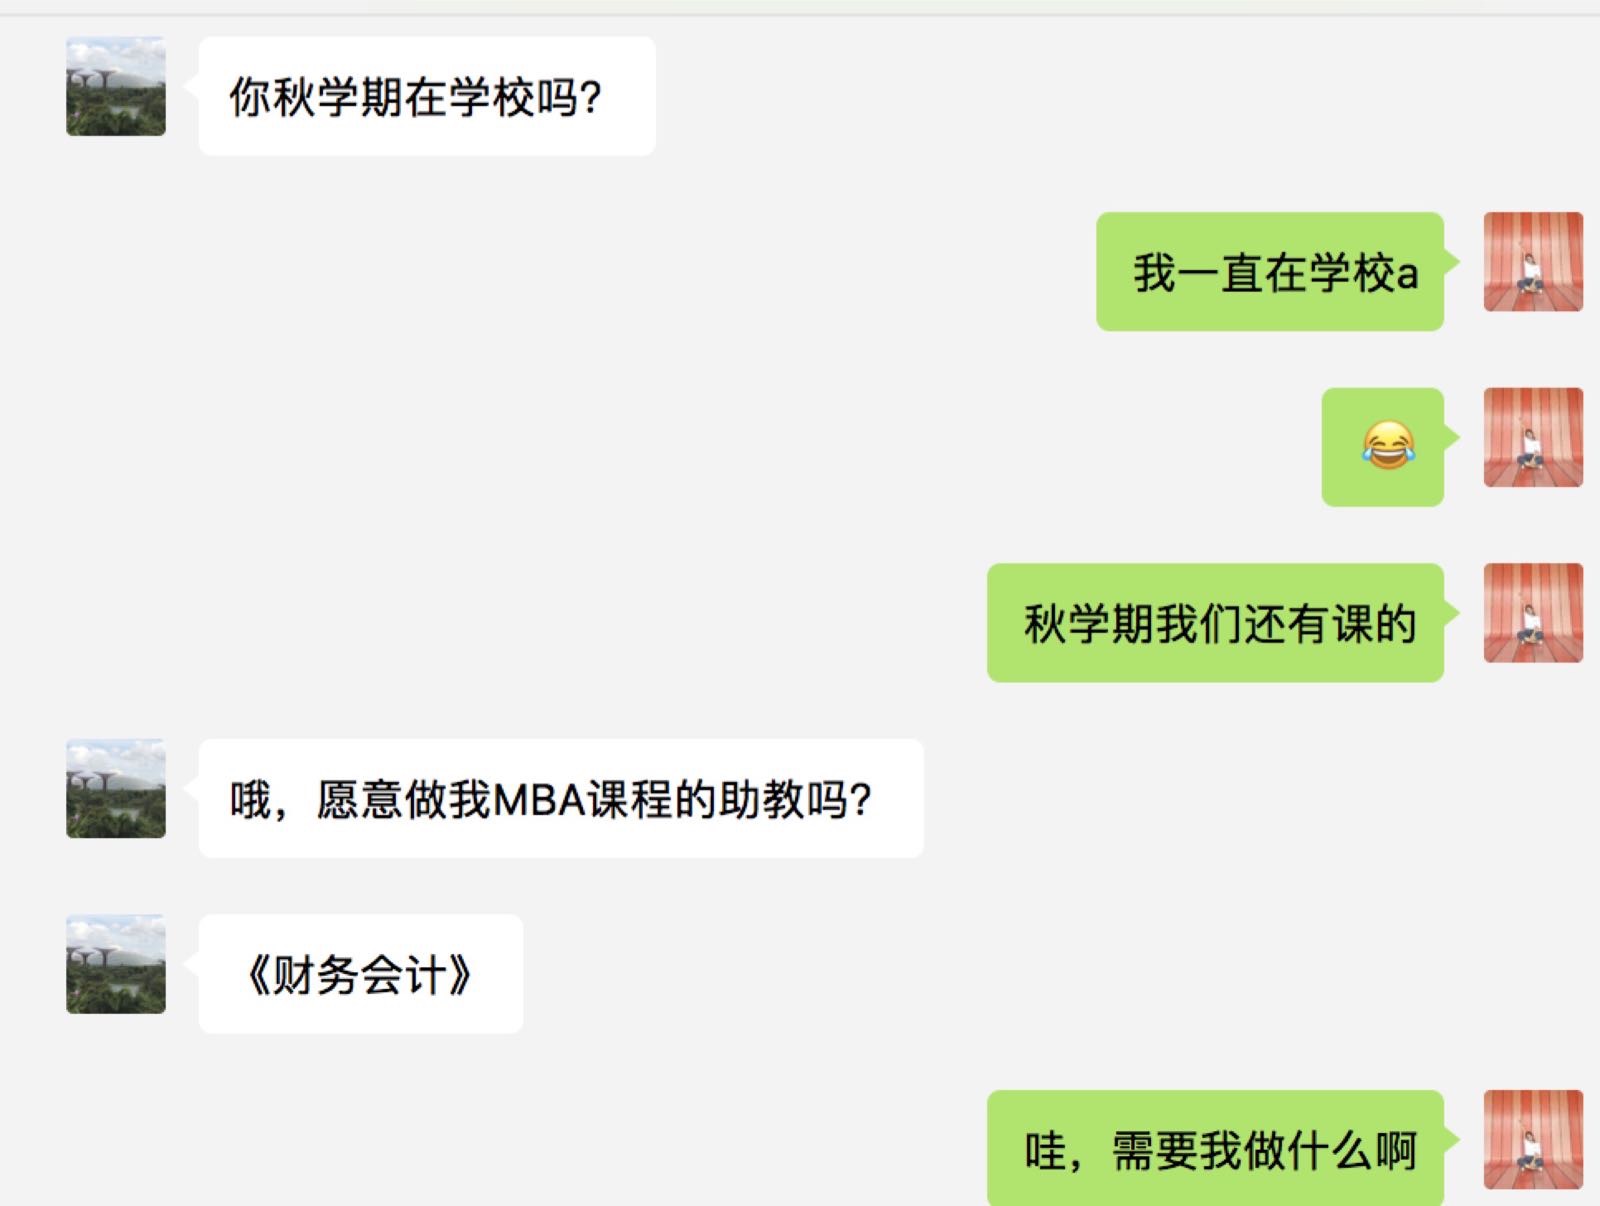 你秋学期在学校吗?
我一直在学校a
😂
秋学期我们还有课的
哦，愿意做我MBA课程的助教吗?
《财务会计》
哇，需要我做什么啊